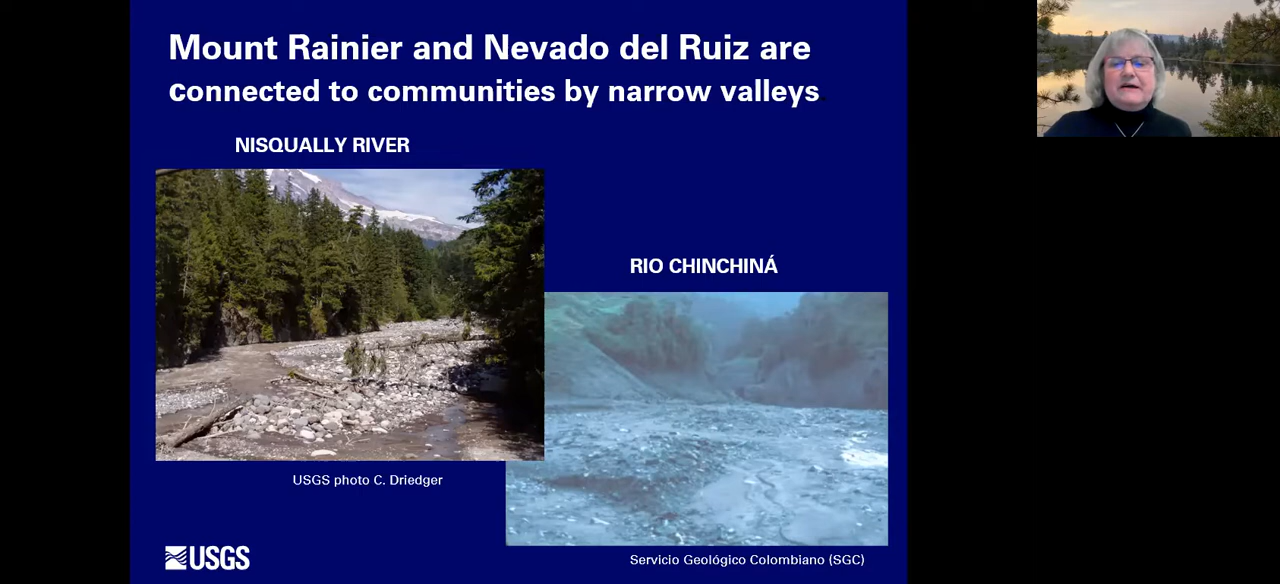 Mount Rainier and Nevado del Ruiz are
connected to communities by narrow valleys
NISQUALLY RIVER
RIO CHINCHINÁ
USGS photo C. Driedger
USGS
Servicio Geológico Colombiano (SGC)